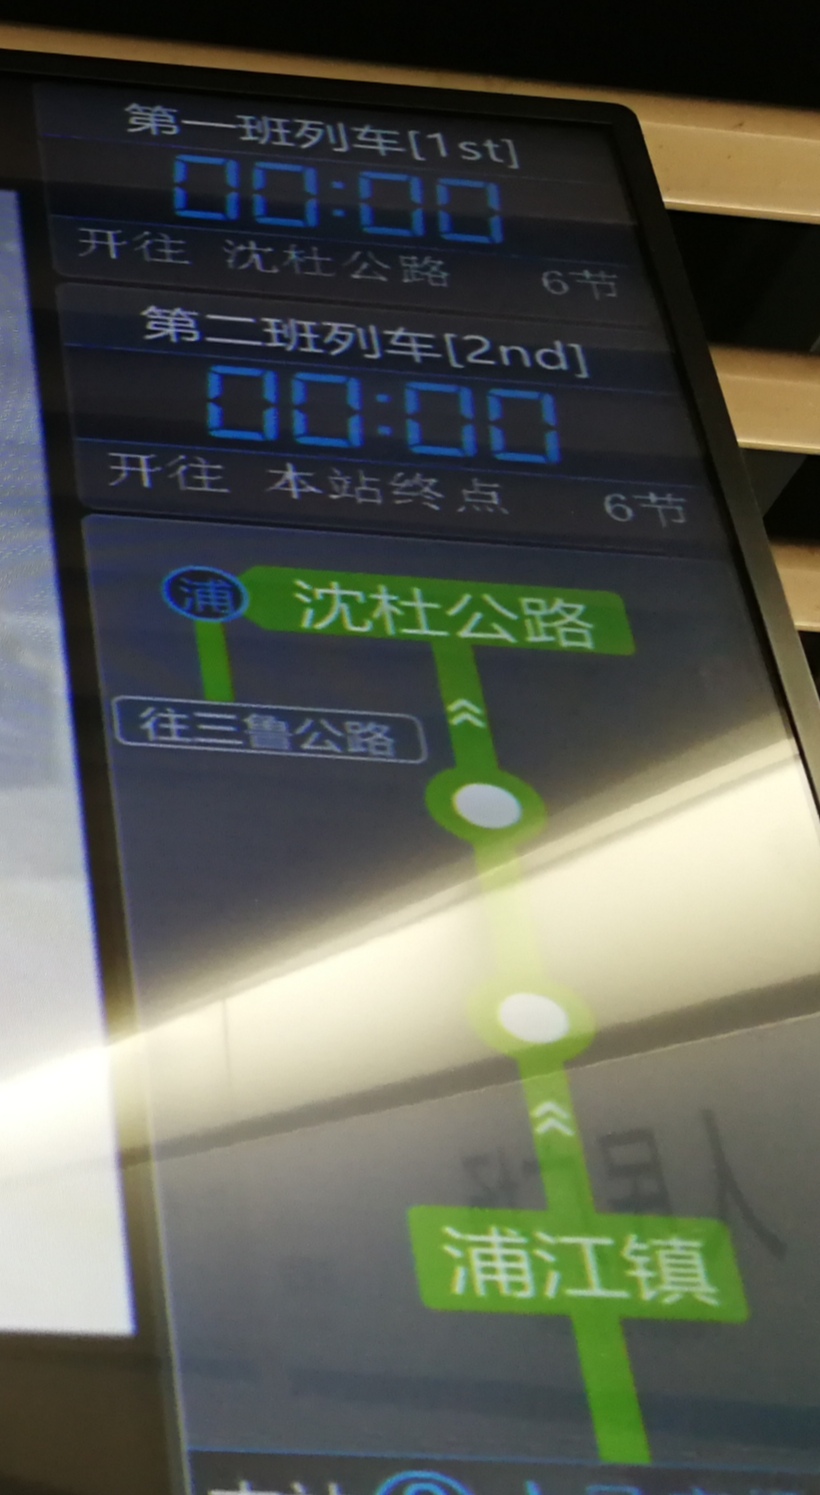 第一班列车[1st]
00:00
开往 沈杜公路 6节
第二班列车[2nd]
00:00
开往 本站终点 6节
浦 沈杜公路
往三鲁公路
浦江镇